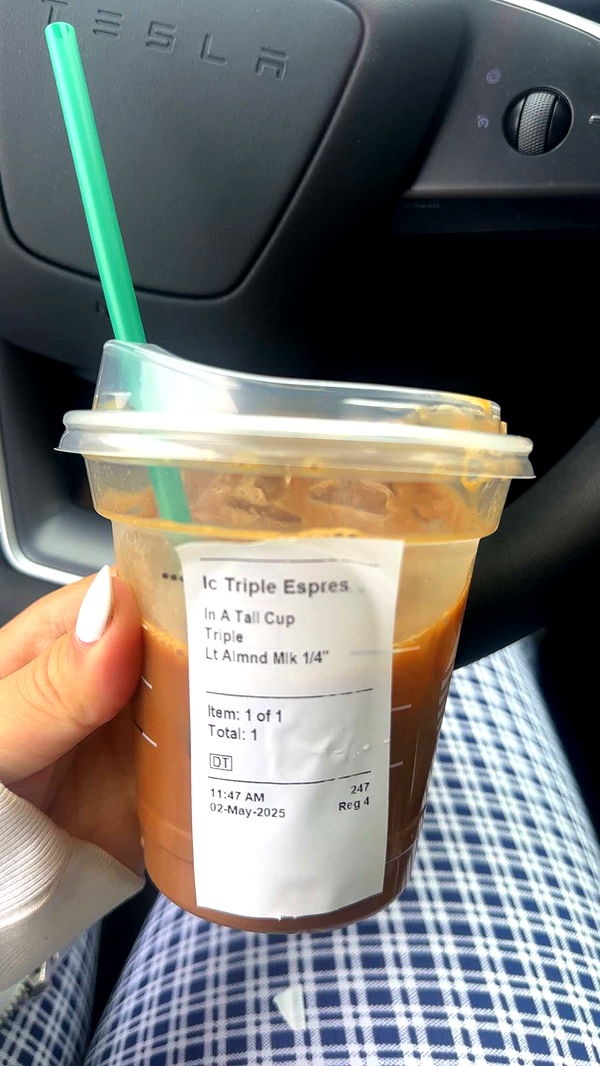 TESLA
Ic Triple Espres
In A Tall Cup
Triple
Lt Almnd Mlk 1/4"
Item: 1 of 1
Total: 1
DT
11:47 AM 247
02-May-2025 Reg 4